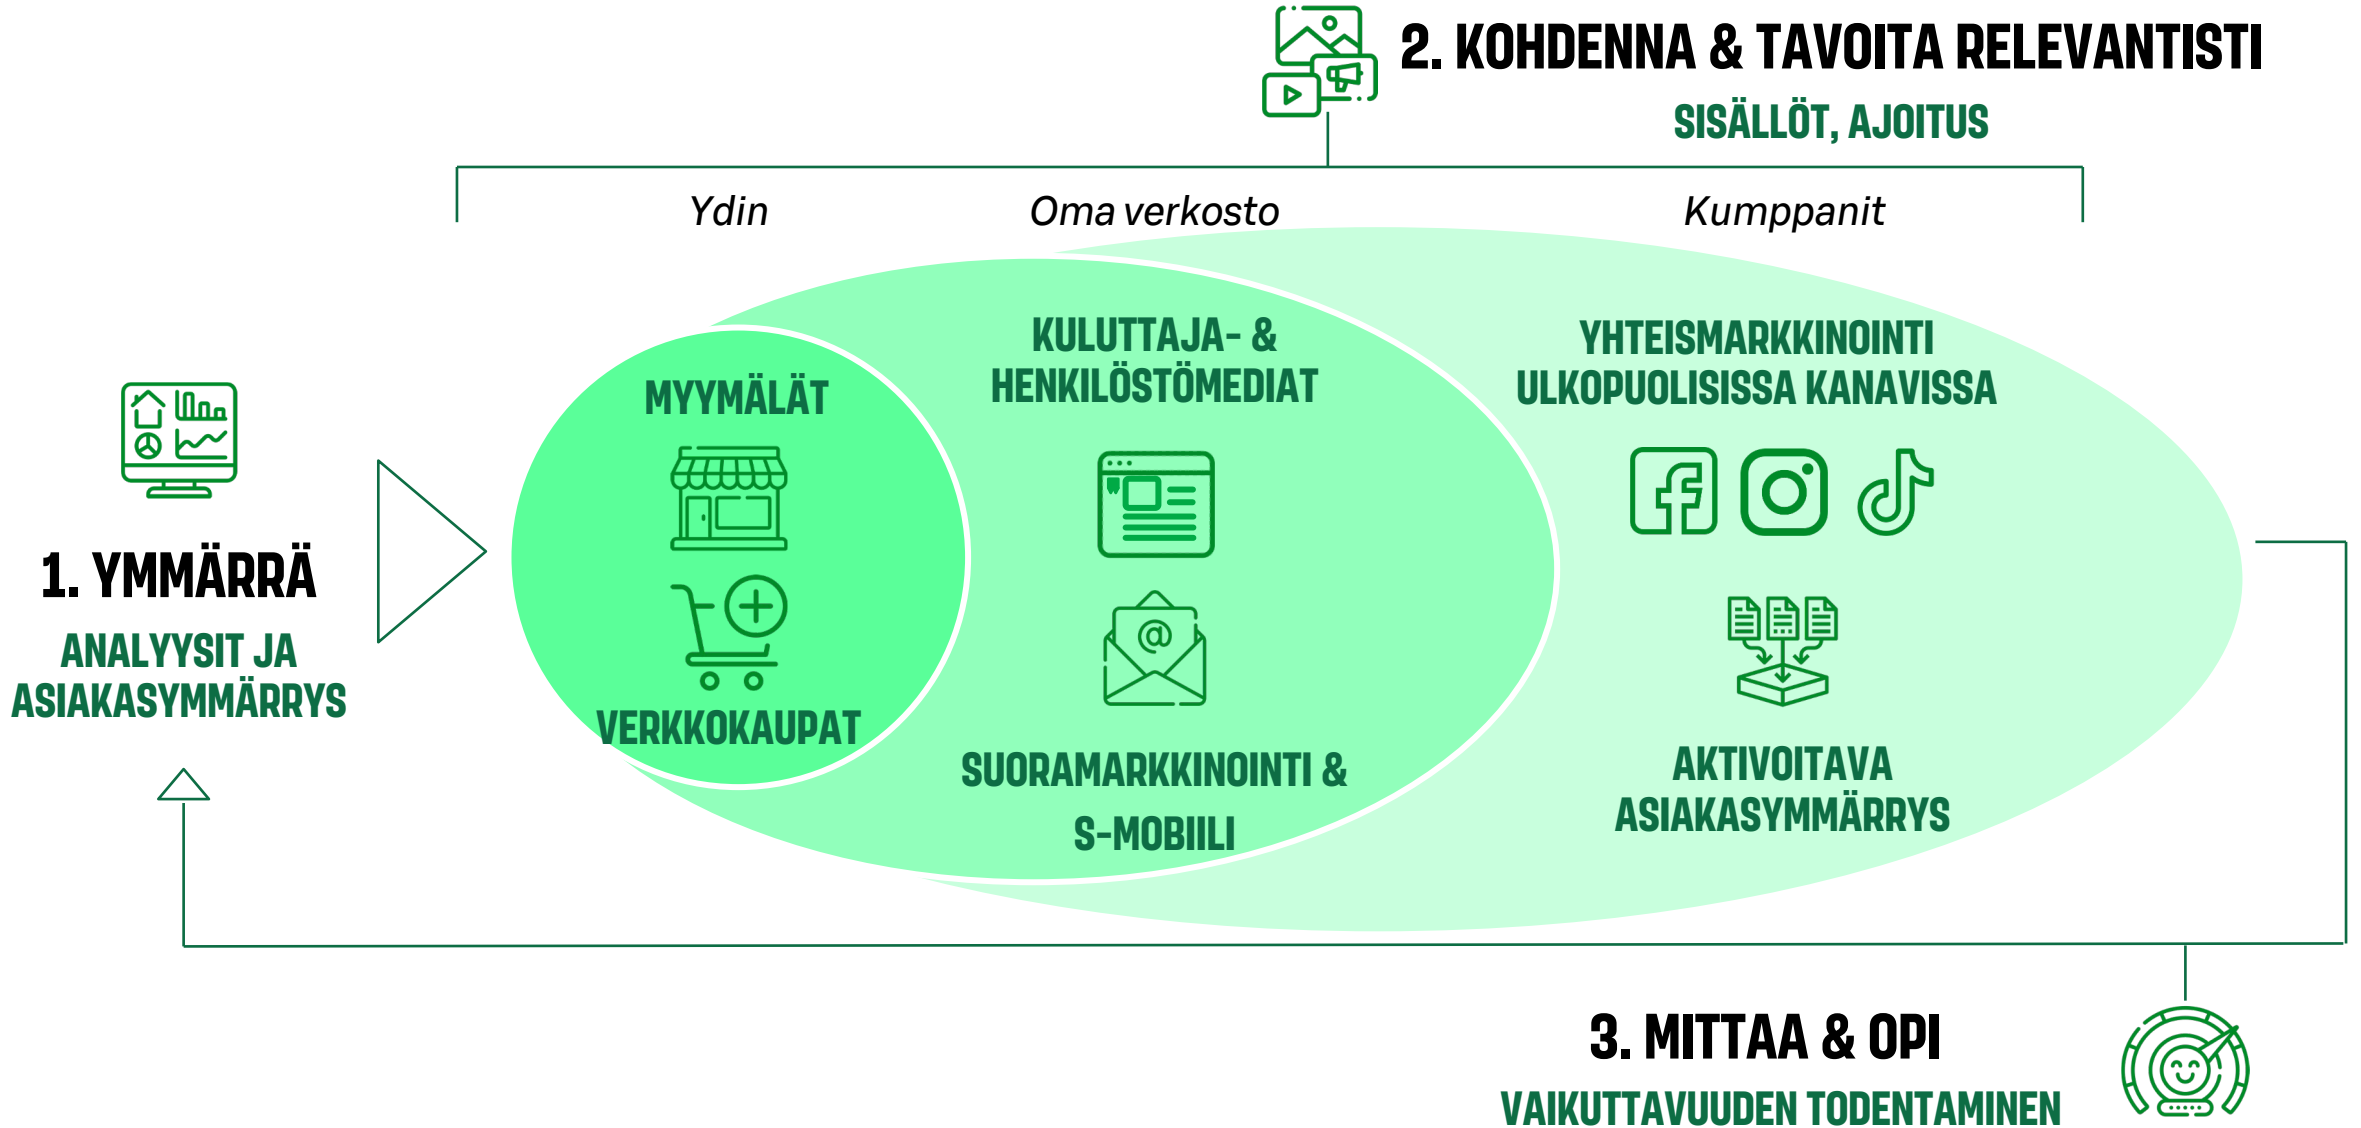 2. KOHDENNA & TAVOITA RELEVANTISTI
SISÄLLÖT, AJOITUS
Ydin
Oma verkosto
Kumppanit
1. YMMÄRRÄ
ANALYYSIT JA
ASIAKASYMMÄRRYS
MYYMÄLÄT
VERKKOKAUPAT
KULUTTAJA- &
HENKILÖSTÖMEDIAT
@
SUORAMARKKINOINTI &
S-MOBIILI
YHTEISMARKKINOINTI
ULKOPUOLISISSA KANAVISSA
AKTIVOITAVA
ASIAKASYMMÄRRYS
3. MITTAA & OPI
VAIKUTTAVUUDEN TODENTAMINEN